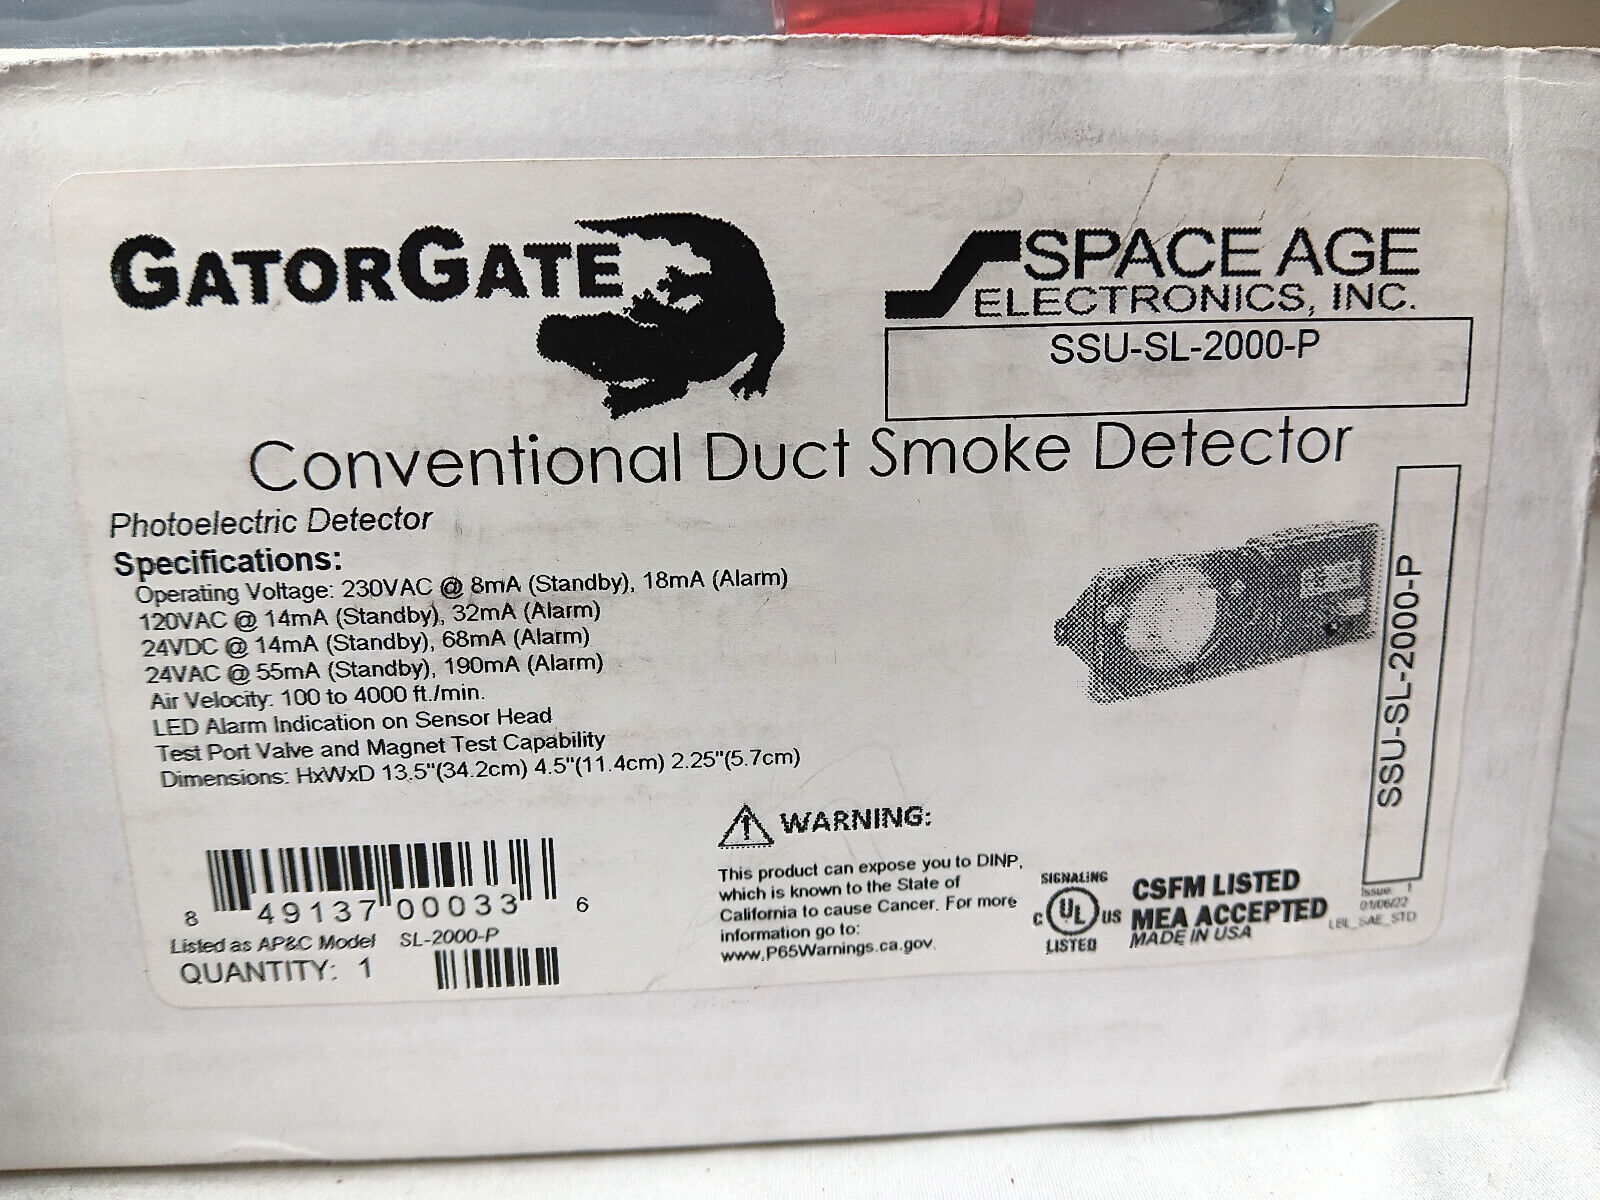 GATORGATE
SPACE AGE
ELECTRONICS, INC.
SSU-SL-2000-P
Conventional Duct Smoke Detector
Photoelectric Detector
Specifications:
Operating Voltage: 230VAC @ 8mA (Standby), 18mA (Alarm)
120VAC @ 14mA (Standby), 32mA (Alarm)
24VDC @ 14mA (Standby), 68mA (Alarm)
24VAC @ 55mA (Standby), 190mA (Alarm)
Air Velocity: 100 to 4000 ft./min.
LED Alarm Indication on Sensor Head
Test Port Valve and Magnet Test Capability
Dimensions: HxWxD 13.5"(34.2cm) 4.5"(11.4cm) 2.25"(5.7cm)
SSU-SL-2000-P
8 49137 00033 6
Listed as AP&C Model SL-2000-P
QUANTITY: 1
WARNING:
This product can expose you to DINP,
which is known to the State of
California to cause Cancer. For more
information go to:
www.P65Warnings.ca.gov.
SIGNALING
C UL US
LISTED
CSFM LISTED
MEA ACCEPTED
MADE IN USA
Issue: 1
01/06/22
LBL_SAE_STD